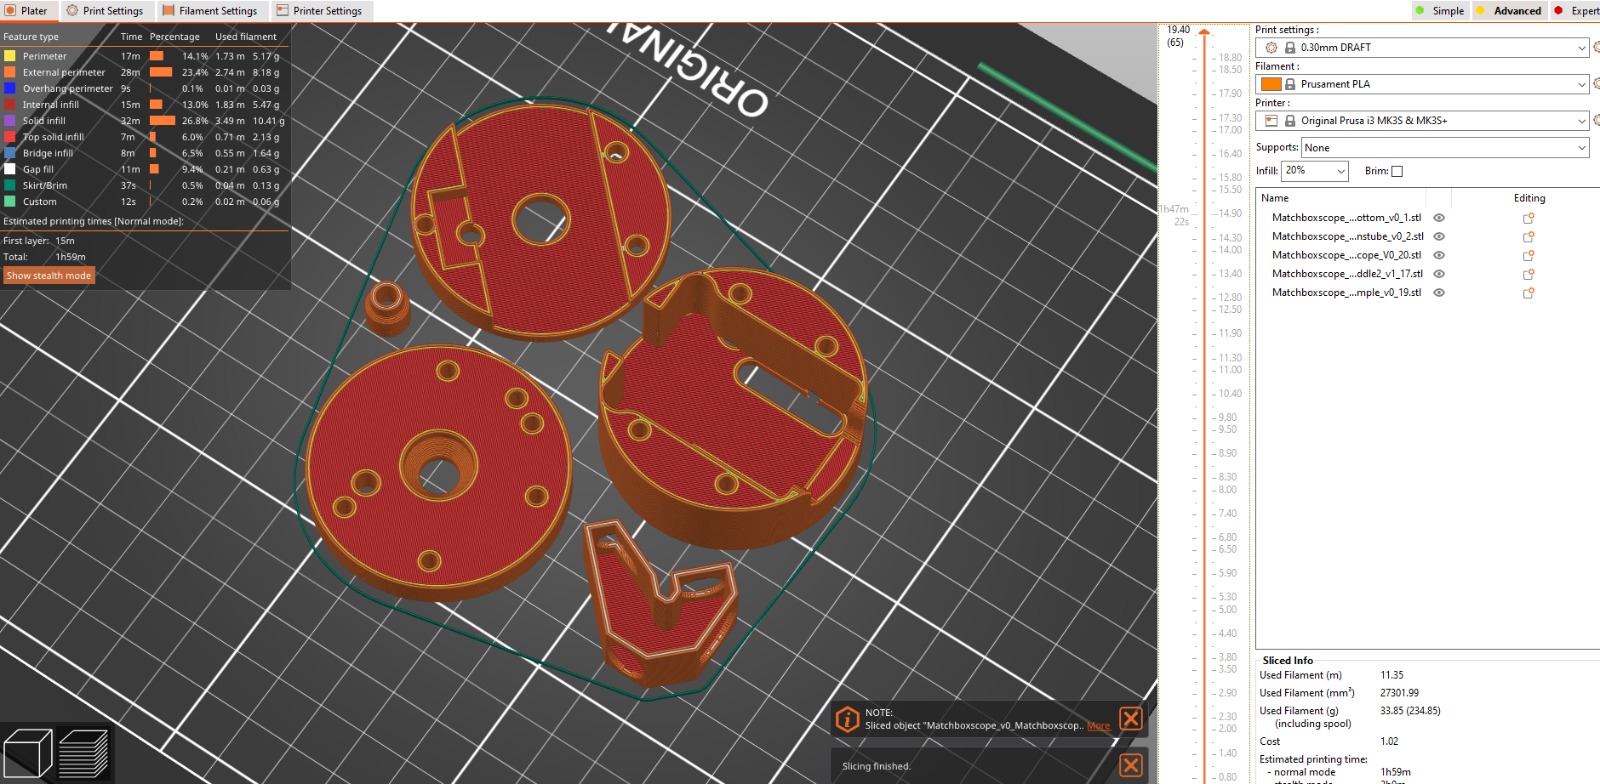 Plater Print Settings Filament Settings Printer Settings
Simple Advanced Expert
Feature type Time Percentage Used filament
Perimeter 17m 14.1% 1.73 m 5.17 g
External perimeter 28m 23.4% 2.74 m 8.18 g
Overhang perimeter 9s 0.1% 0.01 m 0.03 g
Internal infill 15m 13.0% 1.83 m 5.47 g
Solid infill 32m 26.8% 3.49 m 10.41 g
Top solid infill 7m 6.0% 0.71 m 2.13 g
Bridge infill 8m 6.5% 0.55 m 1.64 g
Gap fill 11m 9.4% 0.21 m 0.63 g
Skirt/Brim 37s 0.5% 0.04 m 0.13 g
Custom 12s 0.2% 0.02 m 0.06 g
Estimated printing times [Normal mode]:
First layer: 15m
Total: 1h59m
Show stealth mode
ORIGINAL
NOTE:
Sliced object "Matchboxscope_v0_Matchboxscop.. More
Slicing finished.
19.40
(65)
18.80
18.50
17.90
17.30
17.00
16.40
15.80
15.50
1h47m
22s
14.90
14.30
14.00
13.40
12.80
12.50
11.90
11.30
11.00
10.40
9.80
9.50
8.90
8.30
8.00
7.40
6.80
6.50
5.90
5.30
5.00
4.40
3.80
3.50
2.90
2.30
2.00
1.40
0.80
Print settings :
0.30mm DRAFT
Filament :
Prusament PLA
Printer :
Original Prusa i3 MK3S & MK3S+
Supports: None
Infill: 20% Brim:
Name Editing
Matchboxscope_...ottom_v0_1.stl
Matchboxscope_...nstube_v0_2.stl
Matchboxscope_...cope_V0_20.stl
Matchboxscope_...ddle2_v1_17.stl
Matchboxscope_...mple_v0_19.stl
Sliced Info
Used Filament (m) 11.35
Used Filament (mm³) 27301.99
Used Filament (g) 33.85 (234.85)
(including spool)
Cost 1.02
Estimated printing time:
- normal mode 1h59m